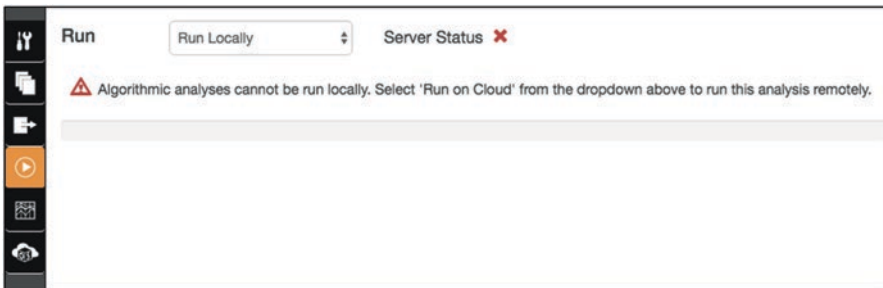 Run Run Locally Server Status
Algorithmic analyses cannot be run locally. Select 'Run on Cloud' from the dropdown above to run this analysis remotely.